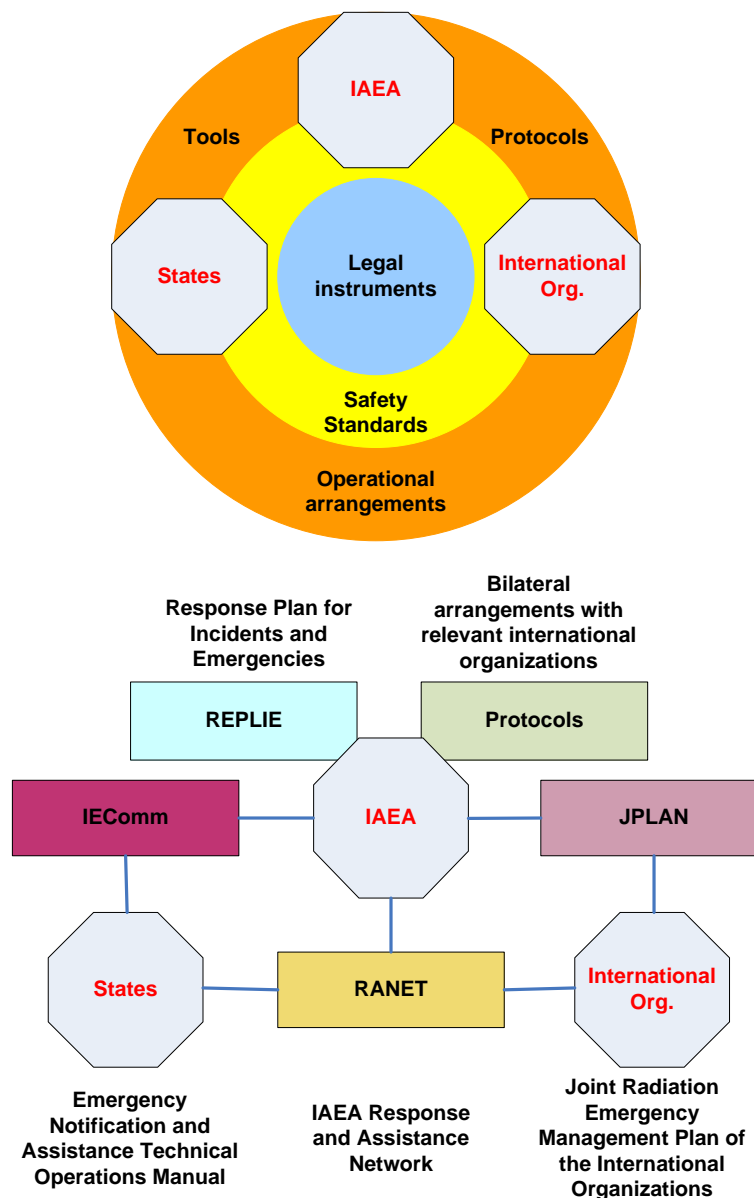 IAEA
Tools
Protocols
States
Legal
instruments
International
Org.
Safety
Standards
Operational
arrangements
Response Plan for
Incidents and
Emergencies
Bilateral
arrangements with
relevant international
organizations
REPLIE
Protocols
IEComm
IAEA
JPLAN
States
RANET
International
Org.
Emergency
Notification and
Assistance Technical
Operations Manual
IAEA Response
and Assistance
Network
Joint Radiation
Emergency
Management Plan of
the International
Organizations